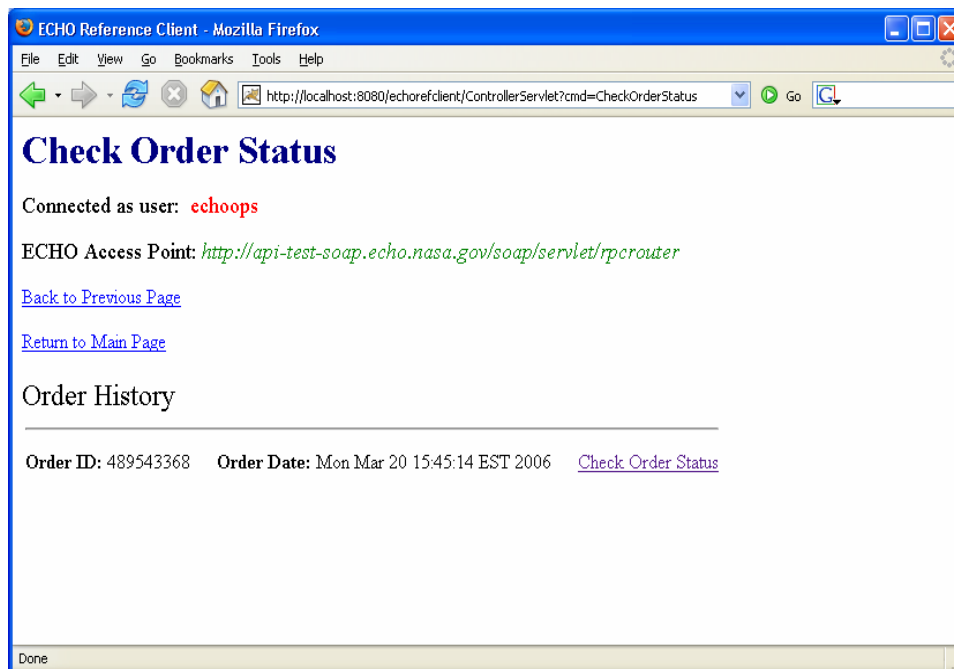 ECHO Reference Client - Mozilla Firefox
File Edit View Go Bookmarks Tools Help
http://localhost:8080/echorefclient/ControllerServlet?cmd=CheckOrderStatus Go G
Check Order Status
Connected as user: echoops
ECHO Access Point: http://api-test-soap.echo.nasa.gov/soap/servlet/rpcrouter
Back to Previous Page
Return to Main Page
Order History
Order ID: 489543368 Order Date: Mon Mar 20 15:45:14 EST 2006 Check Order Status
Done